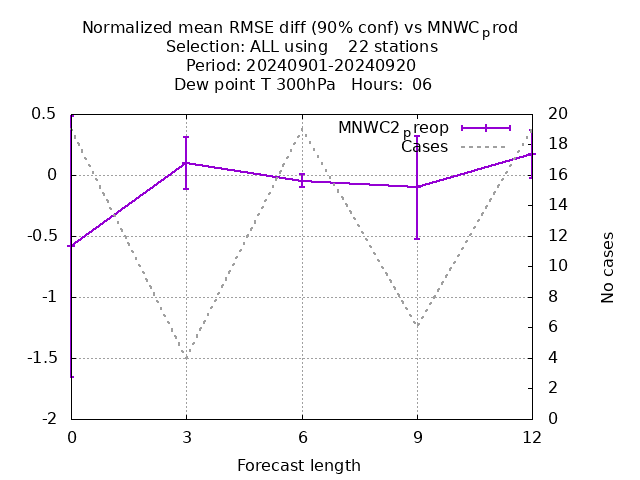 Normalized mean RMSE diff (90% conf) vs MNWCprod
Selection: ALL using    22 stations
Period: 20240901-20240920
Dew point T 300hPa   Hours:  06
MNWC2preop
Cases
0.5
0
-0.5
-1
-1.5
-2
20
18
16
14
12
10
8
6
4
2
0
No cases
0 3 6 9 12
Forecast length